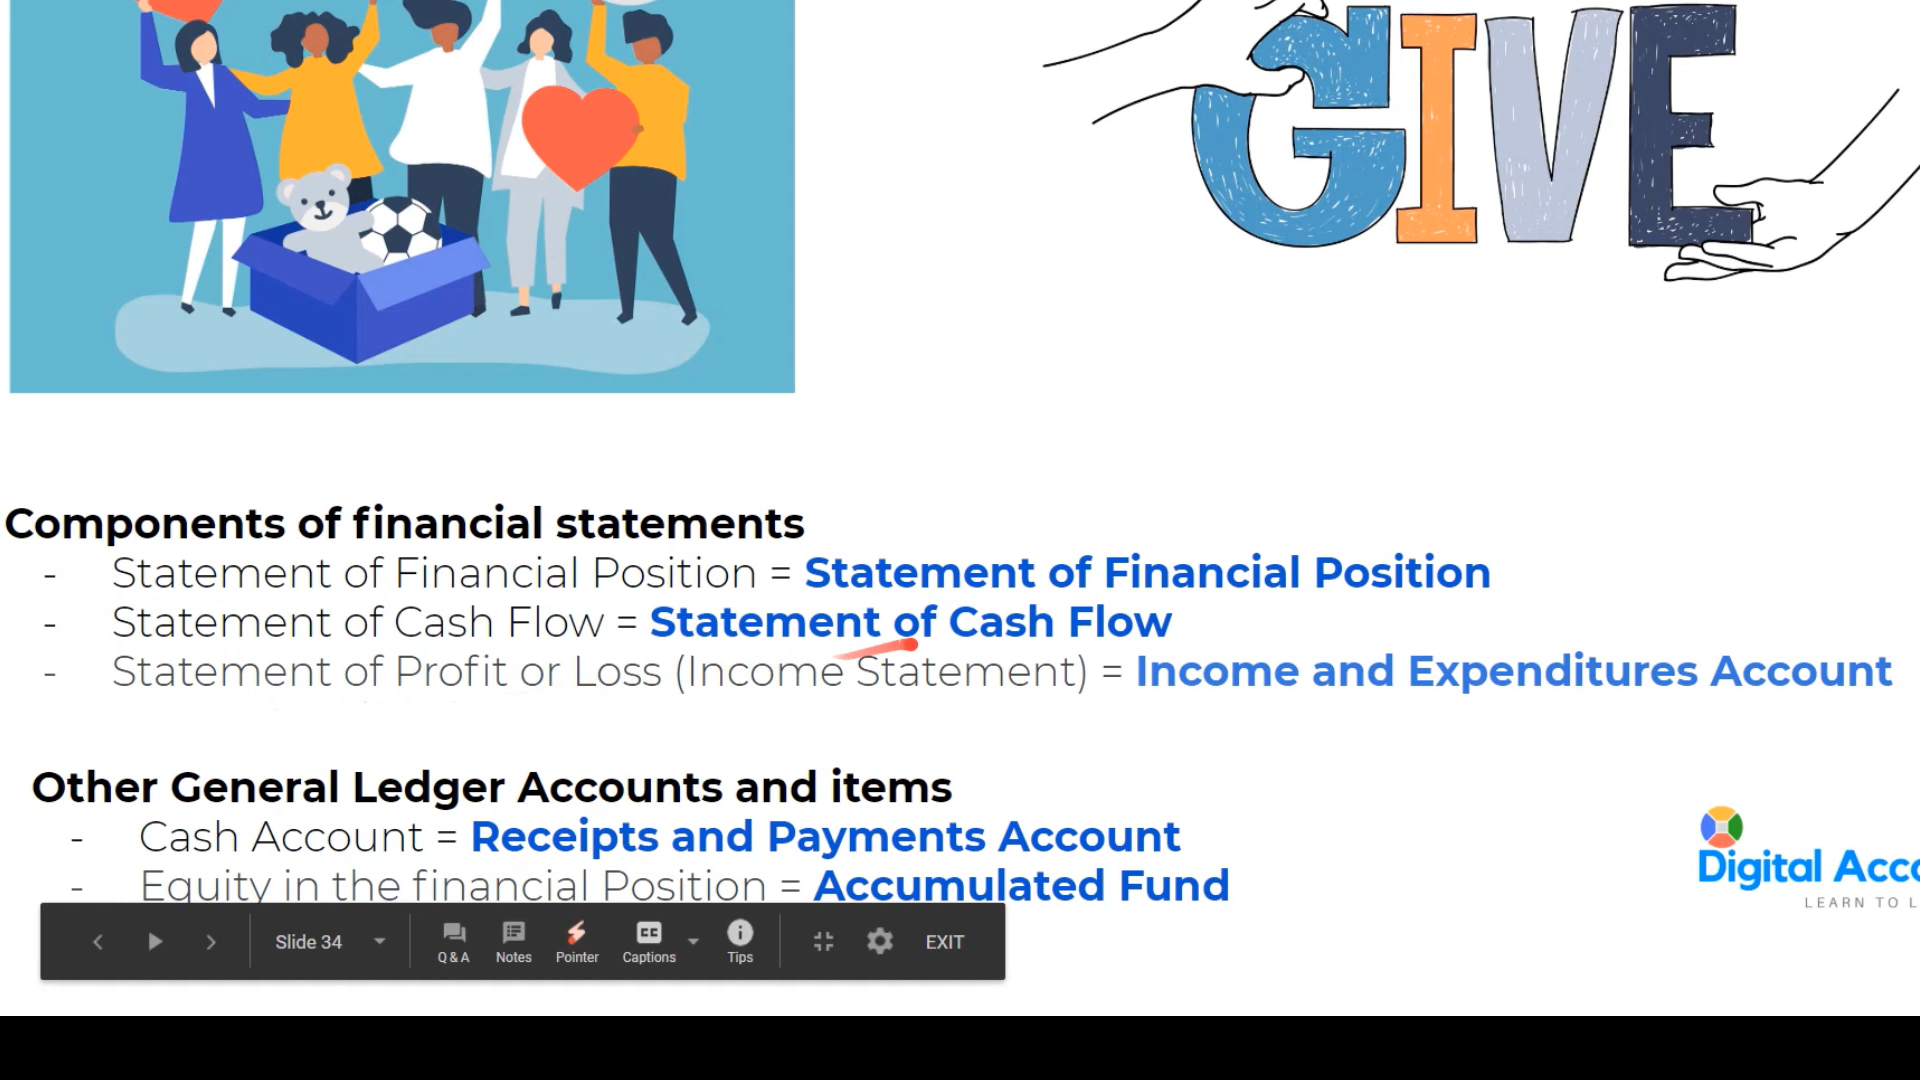 GIVE
Components of financial statements
- Statement of Financial Position = Statement of Financial Position
- Statement of Cash Flow = Statement of Cash Flow
- Statement of Profit or Loss (Income Statement) = Income and Expenditures Account
Other General Ledger Accounts and items
- Cash Account = Receipts and Payments Account
- Equity in the financial Position = Accumulated Fund
Digital Acco
LEARN TO L
Slide 34
Q & A
Notes
Pointer
CC
Captions
Tips
EXIT